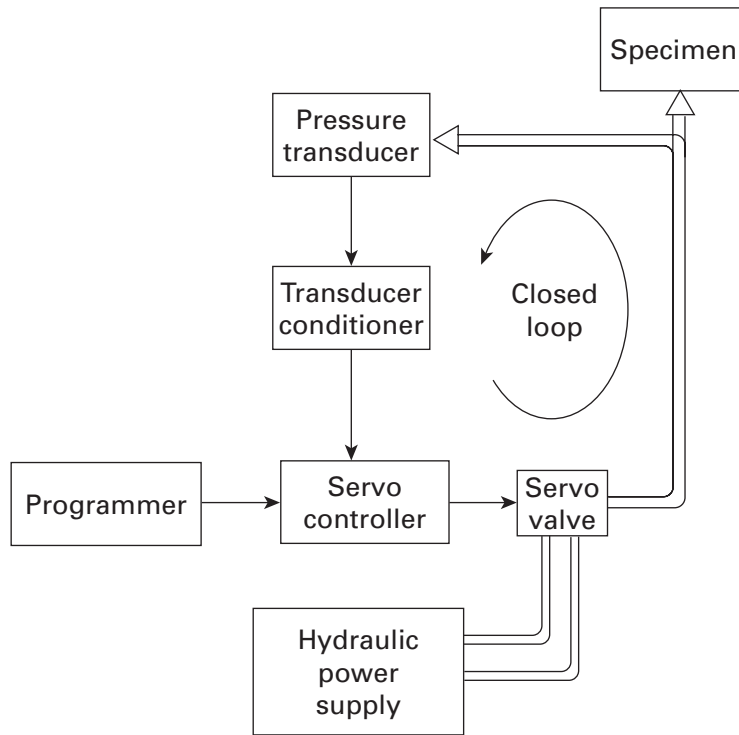 Specimen
Pressure
transducer
Transducer
conditioner
Closed
loop
Programmer
Servo
controller
Servo
valve
Hydraulic
power
supply